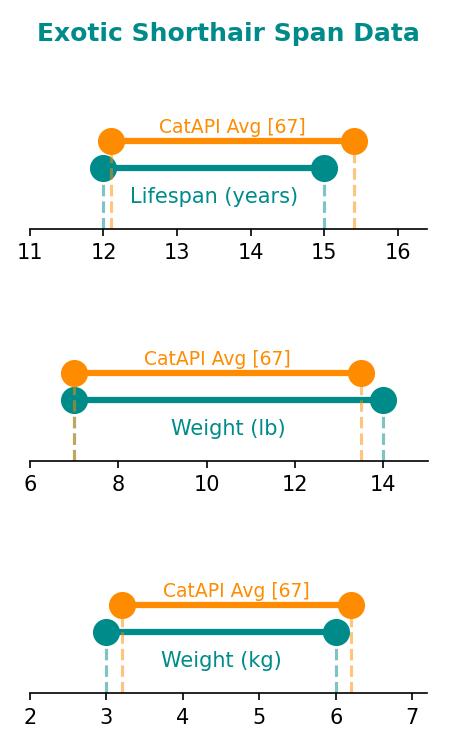 Exotic Shorthair Span Data
CatAPI Avg [67]
Lifespan (years)
11 12 13 14 15 16
CatAPI Avg [67]
Weight (lb)
6 8 10 12 14
CatAPI Avg [67]
Weight (kg)
2 3 4 5 6 7